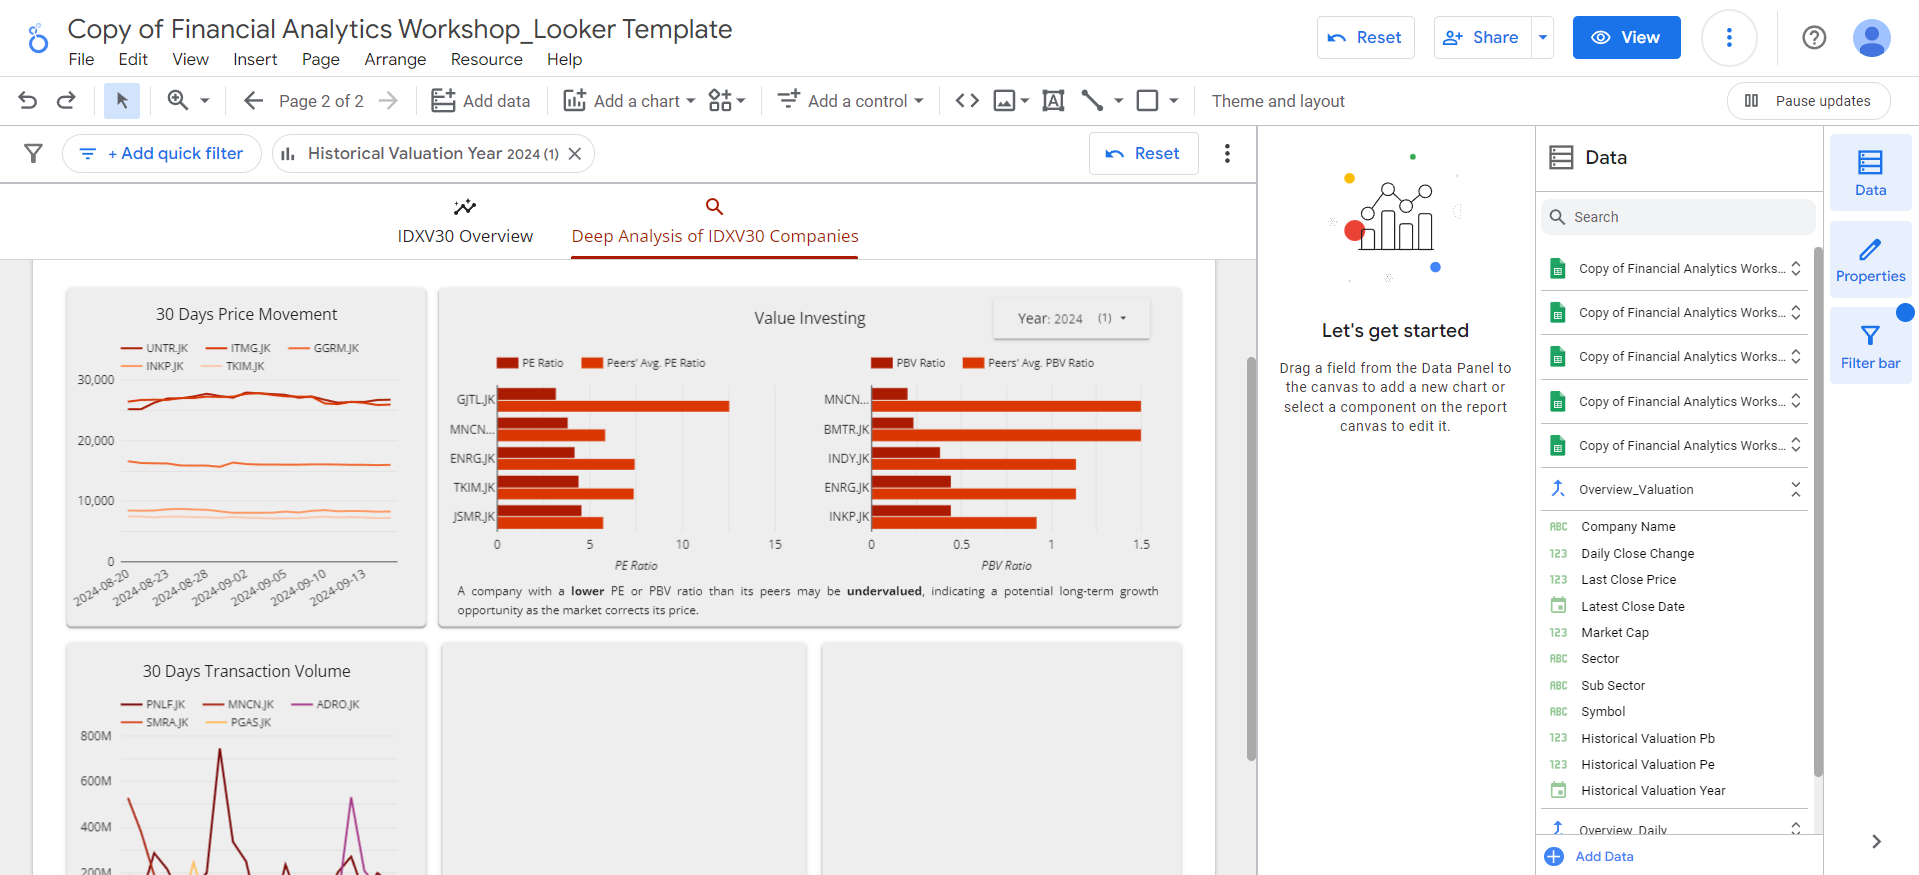 Copy of Financial Analytics Workshop_Looker Template
File Edit View Insert Page Arrange Resource Help
Reset
Share
View
Page 2 of 2
Add data
Add a chart
Add a control
Theme and layout
Pause updates
+ Add quick filter
Historical Valuation Year 2024 (1)
Reset
IDXV30 Overview
Deep Analysis of IDXV30 Companies
30 Days Price Movement
UNTR.JK ITMG.JK GGRM.JK
INKP.JK TKIM.JK
30,000
20,000
10,000
0
2024-08-20
2024-08-23
2024-08-28
2024-09-02
2024-09-05
2024-09-10
2024-09-13
Value Investing
Year: 2024 (1)
PE Ratio Peers' Avg. PE Ratio
GJTL.JK
MNCN...
ENRG.JK
TKIM.JK
JSMR.JK
0 5 10 15
PE Ratio
PBV Ratio Peers' Avg. PBV Ratio
MNCN...
BMTR.JK
INDY.JK
ENRG.JK
INKP.JK
0 0.5 1 1.5
PBV Ratio
A company with a lower PE or PBV ratio than its peers may be undervalued, indicating a potential long-term growth
opportunity as the market corrects its price.
30 Days Transaction Volume
PNLF.JK MNCN.JK ADRO.JK
SMRA.JK PGAS.JK
800M
600M
400M
200M
Let's get started
Drag a field from the Data Panel to
the canvas to add a new chart or
select a component on the report
canvas to edit it.
Data
Search
Copy of Financial Analytics Works...
Copy of Financial Analytics Works...
Copy of Financial Analytics Works...
Copy of Financial Analytics Works...
Copy of Financial Analytics Works...
Overview_Valuation
ABC Company Name
123 Daily Close Change
123 Last Close Price
Latest Close Date
123 Market Cap
ABC Sector
ABC Sub Sector
ABC Symbol
123 Historical Valuation Pb
123 Historical Valuation Pe
Historical Valuation Year
Overview_Daily
Add Data
Data
Properties
Filter bar